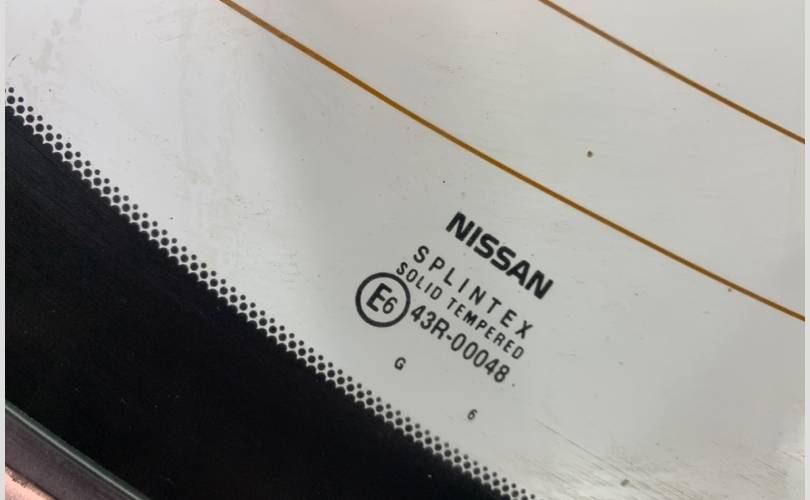 NISSAN
SPLINTEX
SOLID TEMPERED
E6 43R-00048
G
6